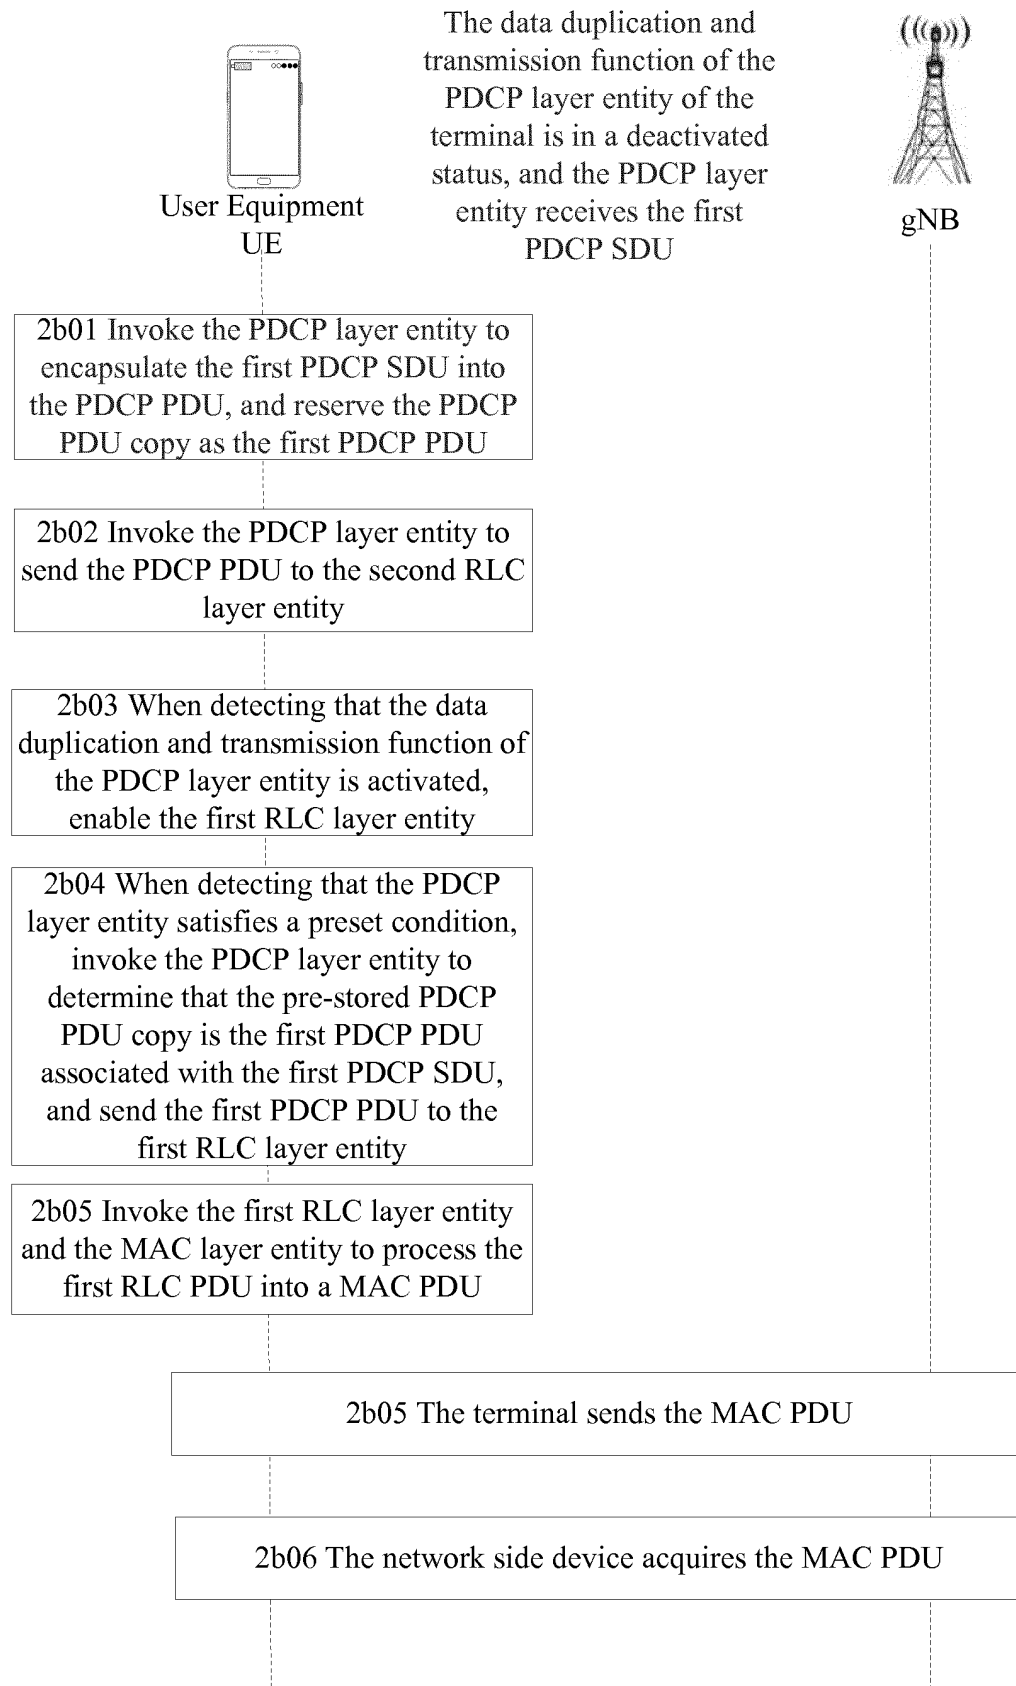 The data duplication and
transmission function of the
PDCP layer entity of the
terminal is in a deactivated
status, and the PDCP layer
entity receives the first
PDCP SDU
User Equipment
UE
gNB
2b01 Invoke the PDCP layer entity to
encapsulate the first PDCP SDU into
the PDCP PDU, and reserve the PDCP
PDU copy as the first PDCP PDU
2b02 Invoke the PDCP layer entity to
send the PDCP PDU to the second RLC
layer entity
2b03 When detecting that the data
duplication and transmission function of
the PDCP layer entity is activated,
enable the first RLC layer entity
2b04 When detecting that the PDCP
layer entity satisfies a preset condition,
invoke the PDCP layer entity to
determine that the pre-stored PDCP
PDU copy is the first PDCP PDU
associated with the first PDCP SDU,
and send the first PDCP PDU to the
first RLC layer entity
2b05 Invoke the first RLC layer entity
and the MAC layer entity to process the
first RLC PDU into a MAC PDU
2b05 The terminal sends the MAC PDU
2b06 The network side device acquires the MAC PDU